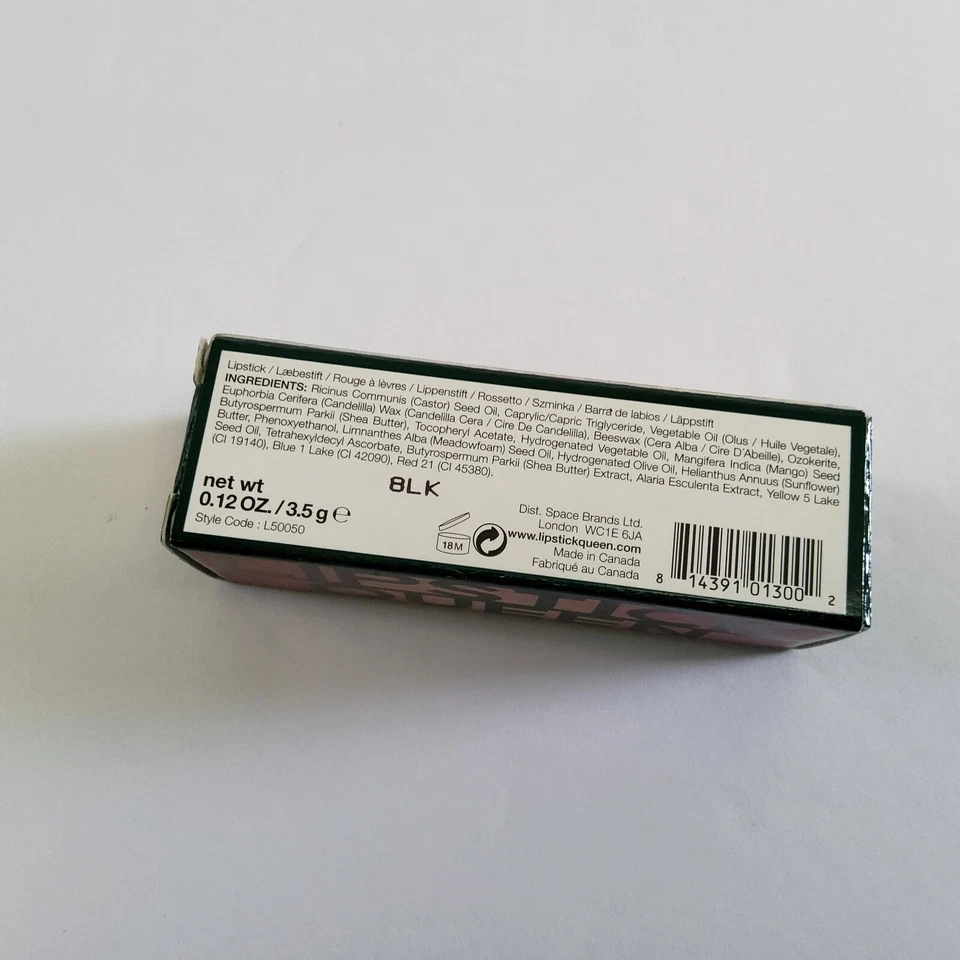 Lipstick / Læbestift / Rouge à lèvres / Lippenstift / Rossetto / Szminka / Barra de labios / Läppstift
INGREDIENTS: Ricinus Communis (Castor) Seed Oil, Caprylic/Capric Triglyceride, Vegetable Oil (Olus / Huile Vegetale),
Euphorbia Cerifera (Candelilla) Wax (Candelilla Cera / Cire De Candelilla), Beeswax (Cera Alba / Cire D'Abeille), Ozokerite,
Butyrospermum Parkii (Shea Butter), Tocopheryl Acetate, Hydrogenated Vegetable Oil, Mangifera Indica (Mango) Seed
Butter, Phenoxyethanol, Limnanthes Alba (Meadowfoam) Seed Oil, Hydrogenated Olive Oil, Helianthus Annuus (Sunflower)
Seed Oil, Tetrahexyldecyl Ascorbate, Butyrospermum Parkii (Shea Butter) Extract, Alaria Esculenta Extract, Yellow 5 Lake
(CI 19140), Blue 1 Lake (CI 42090), Red 21 (CI 45380).
8LK
net wt
0.12 OZ. / 3.5 g ℮
Style Code : L50050
18M
Dist. Space Brands Ltd.
London WC1E 6JA
www.lipstickqueen.com
Made in Canada
Fabriqué au Canada
8 14391 01300 2